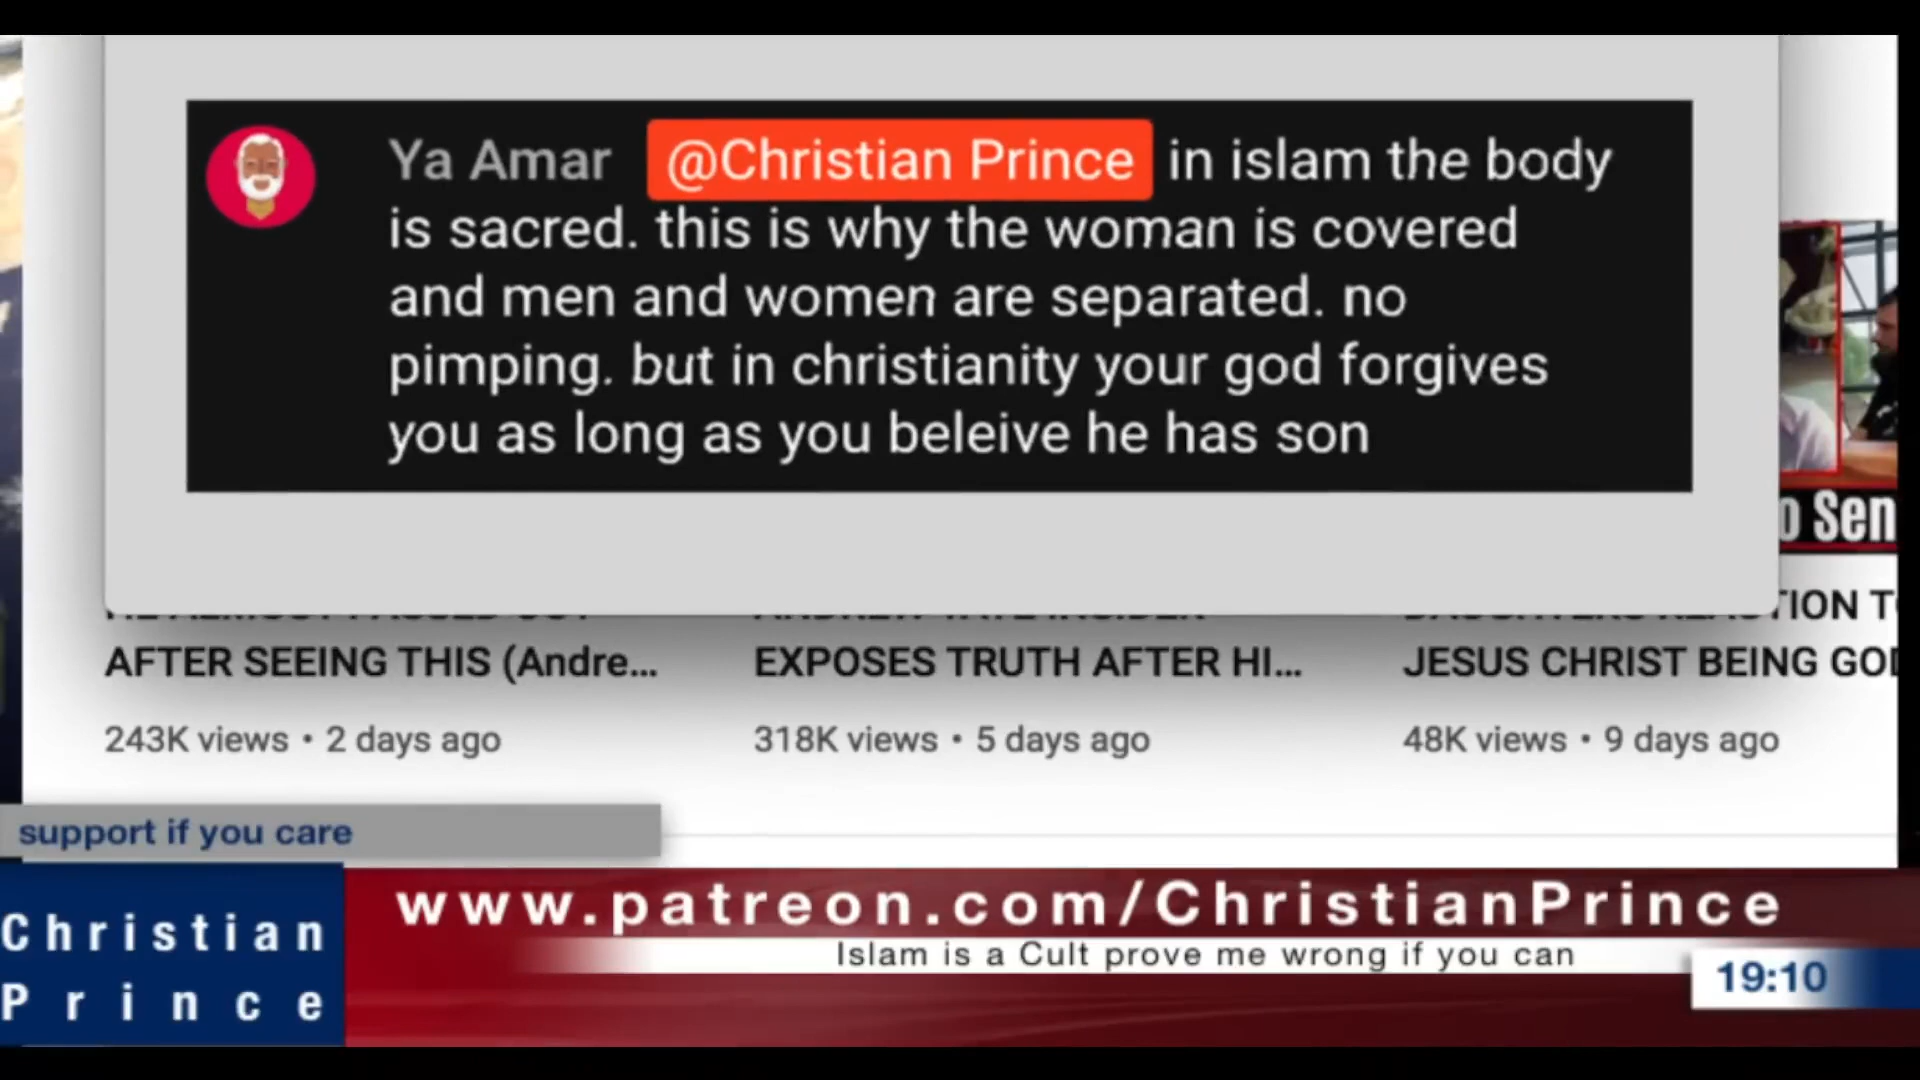 Ya Amar @Christian Prince in islam the body
is sacred. this is why the woman is covered
and men and women are separated. no
pimping. but in christianity your god forgives
you as long as you beleive he has son
Sen
AFTER SEEING THIS (Andre...
243K views • 2 days ago
EXPOSES TRUTH AFTER HI...
318K views • 5 days ago
JESUS CHRIST BEING GOD
48K views • 9 days ago
support if you care
Christian
Prince
www.patreon.com/ChristianPrince
Islam is a Cult prove me wrong if you can
19:10